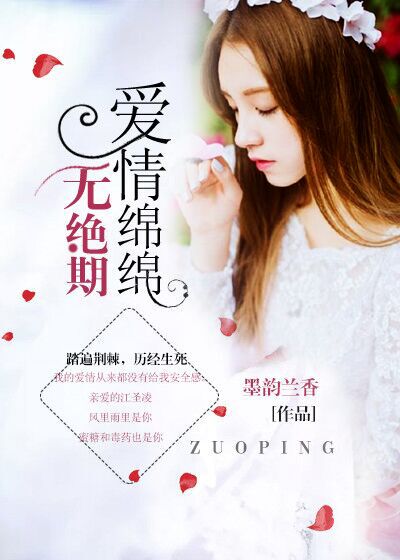 爱情绵绵
无绝期
踏遍荆棘，历经生死
我的爱情从来都没有给我安全感
亲爱的江圣凌
风里雨里是你
蜜糖和毒药也是你
墨韵兰香
[作品]
ZUOPING